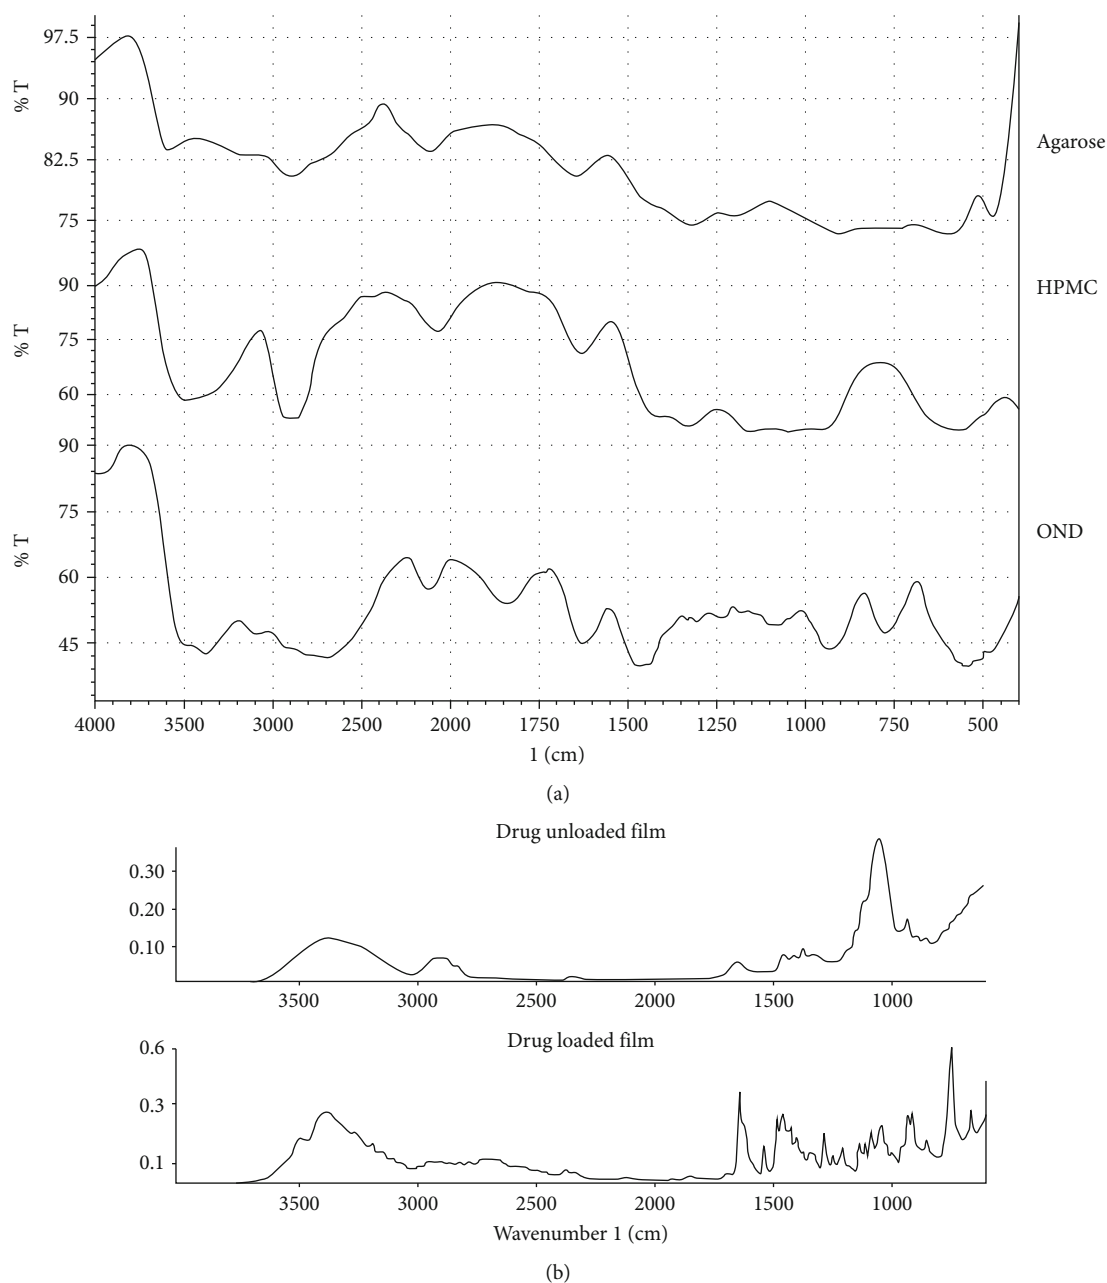 97.5
90
82.5
75
% T
Agarose
90
75
60
% T
HPMC
90
75
60
45
% T
OND
4000 3500 3000 2500 2000 1750 1500 1250 1000 750 500
1 (cm)
(a)
Drug unloaded film
0.30
0.20
0.10
3500 3000 2500 2000 1500 1000
Drug loaded film
0.6
0.3
0.1
3500 3000 2500 2000 1500 1000
Wavenumber 1 (cm)
(b)